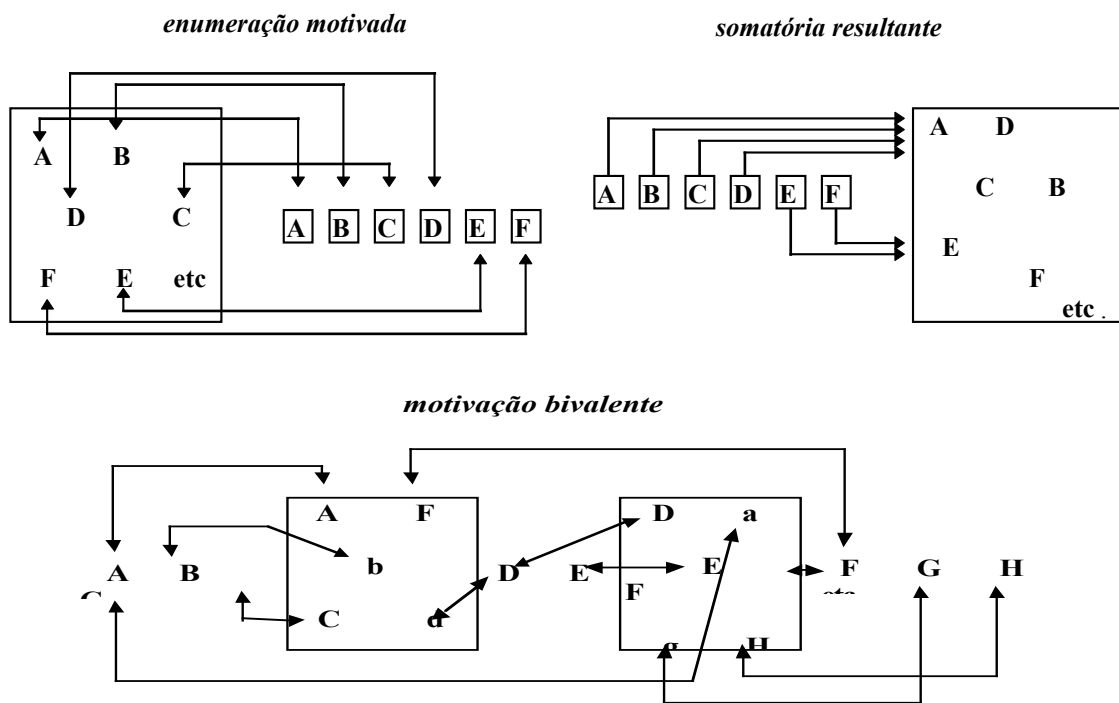 enumeração motivada
somatória resultante
A B
D C
F E etc
A B C D E F
A B C D E F
A D
C B
E
F
etc .
motivação bivalente
A F
D a
A B
b
D E
E
F G H
F
C d
g H